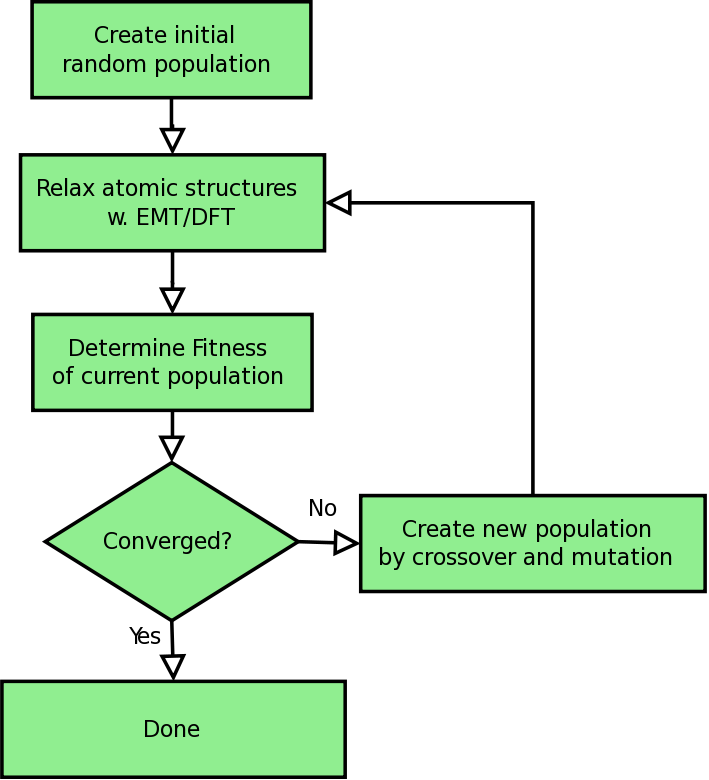 Create initial
random population
Relax atomic structures
w. EMT/DFT
Determine Fitness
of current population
Converged?
No
Create new population
by crossover and mutation
Yes
Done